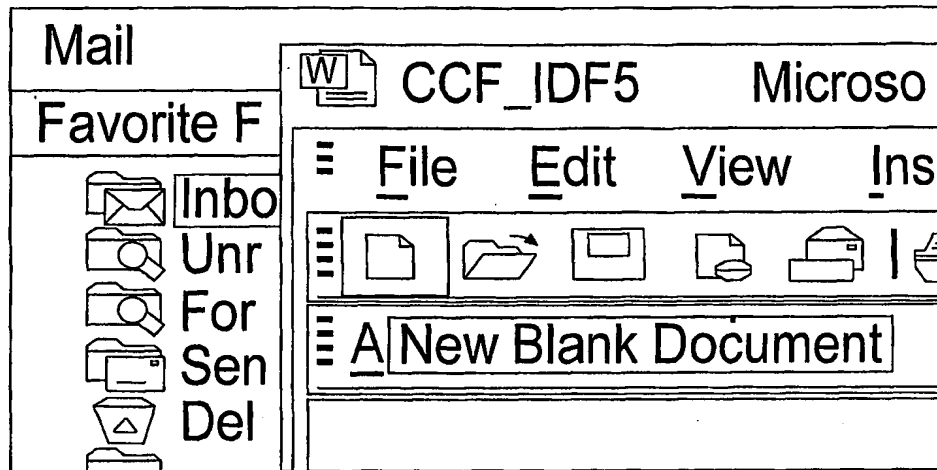 Mail
Favorite F
Inbo
Unr
For
Sen
Del
W CCF_IDF5 Microso
File Edit View Ins
A New Blank Document